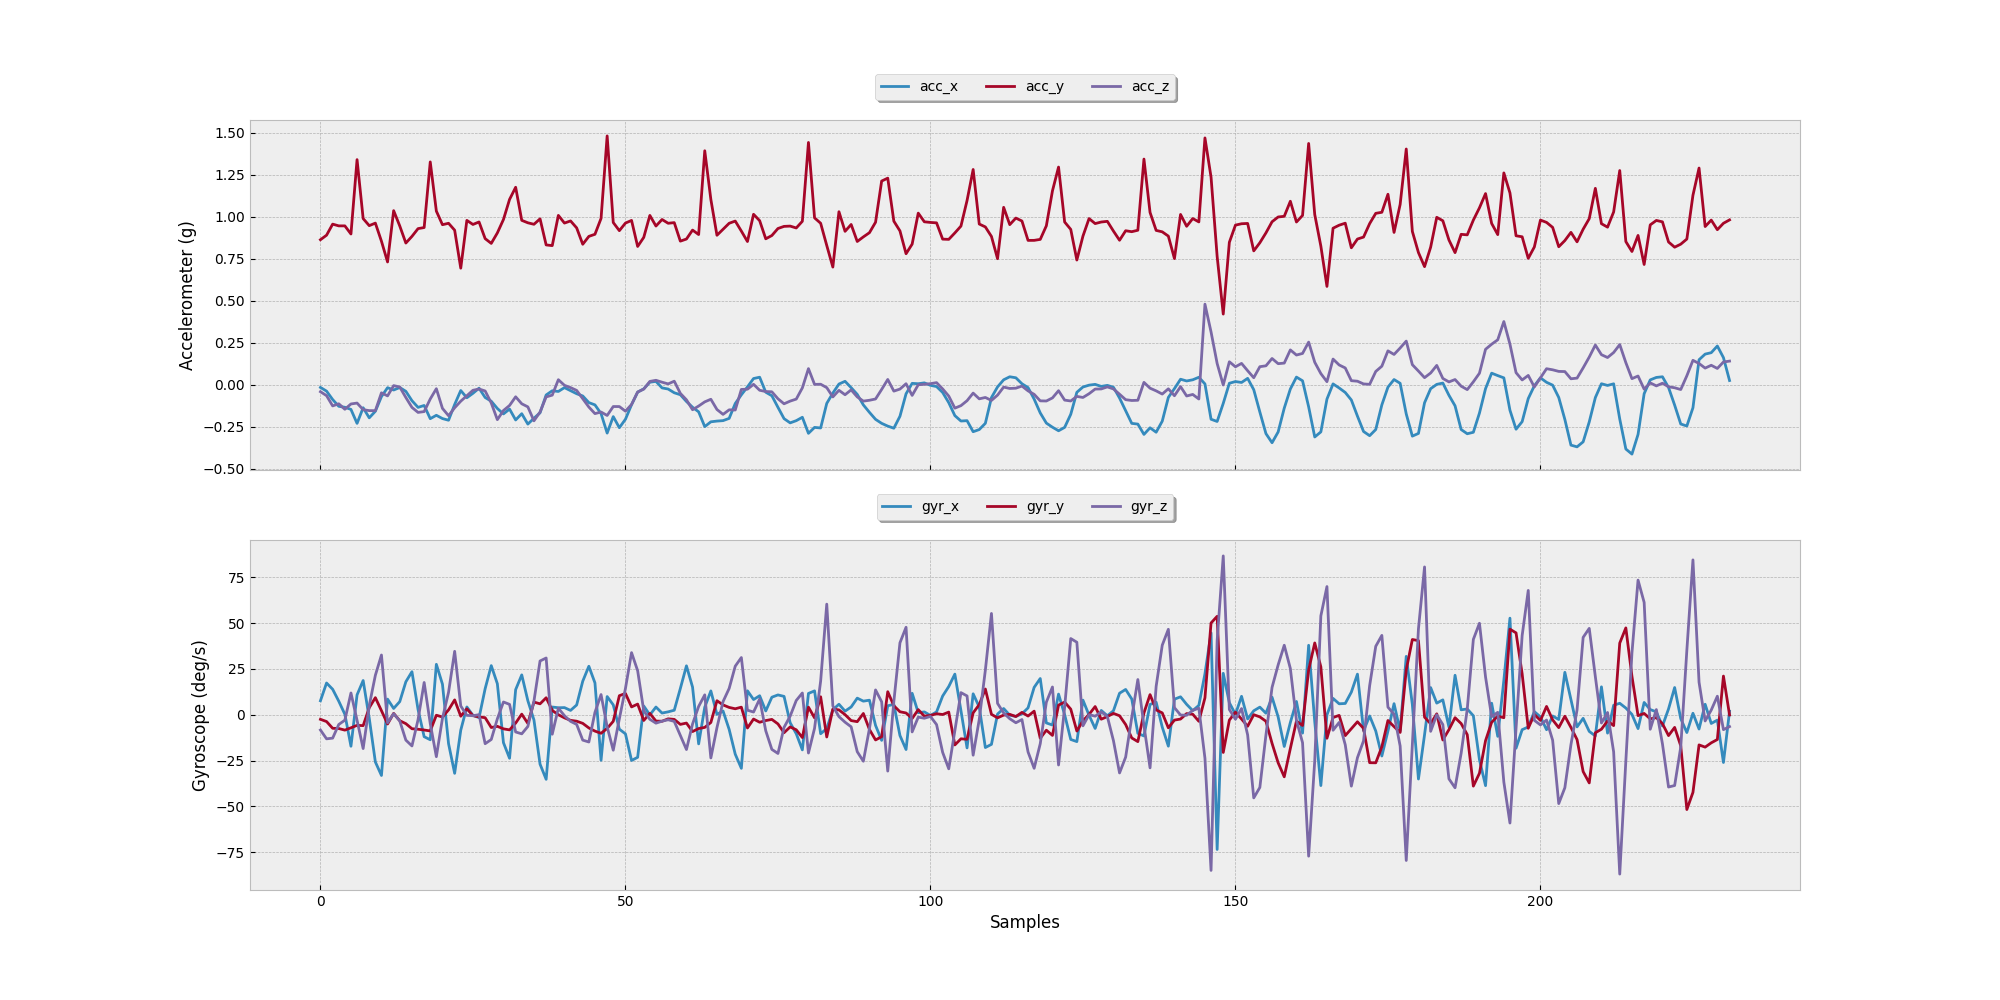 acc_x acc_y acc_z
1.50
1.25
1.00
0.75
0.50
0.25
0.00
−0.25
−0.50
Accelerometer (g)
gyr_x gyr_y gyr_z
75
50
25
0
−25
−50
−75
Gyroscope (deg/s)
0 50 100 150 200
Samples